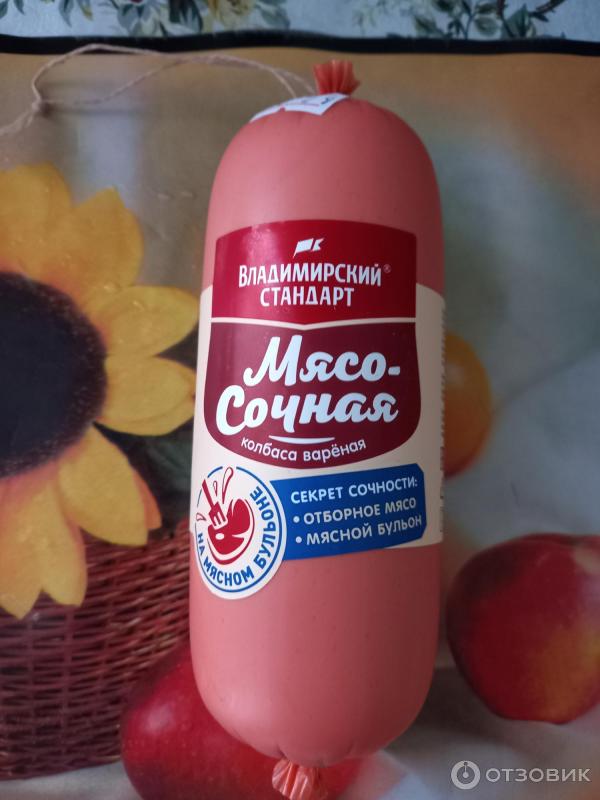 ВЛАДИМИРСКИЙ®
СТАНДАРТ
Мясо-
Сочная
колбаса варёная
СЕКРЕТ СОЧНОСТИ:
• ОТБОРНОЕ МЯСО
• МЯСНОЙ БУЛЬОН
НА МЯСНОМ БУЛЬОНЕ
ОТЗОВИК